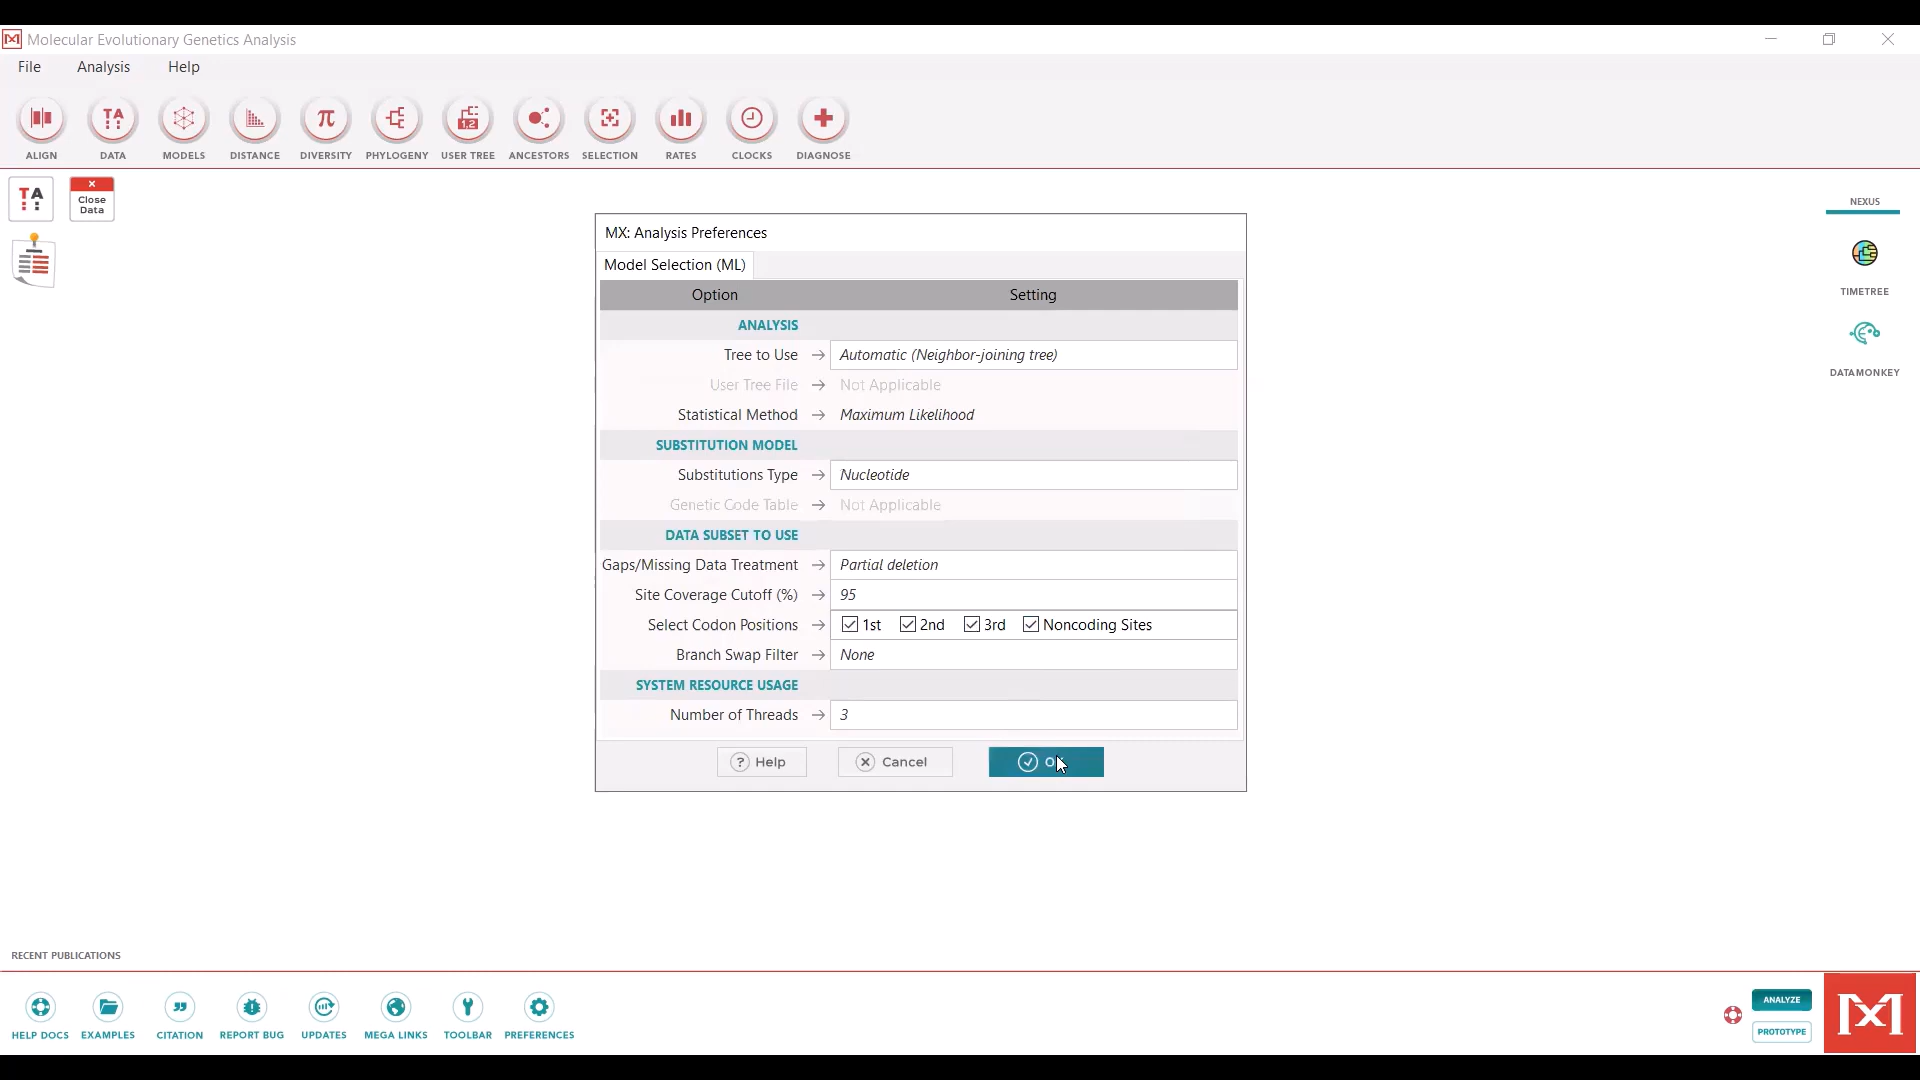 Molecular Evolutionary Genetics Analysis
File Analysis Help
TA
π
1,2
ALIGN DATA MODELS DISTANCE DIVERSITY PHYLOGENY USER TREE ANCESTORS SELECTION RATES CLOCKS DIAGNOSE
TA
Close
Data
NEXUS
TIMETREE
DATAMONKEY
MX: Analysis Preferences
Model Selection (ML)
Option Setting
ANALYSIS
Tree to Use → Automatic (Neighbor-joining tree)
User Tree File → Not Applicable
Statistical Method → Maximum Likelihood
SUBSTITUTION MODEL
Substitutions Type → Nucleotide
Genetic Code Table → Not Applicable
DATA SUBSET TO USE
Gaps/Missing Data Treatment → Partial deletion
Site Coverage Cutoff (%) → 95
Select Codon Positions → 1st 2nd 3rd Noncoding Sites
Branch Swap Filter → None
SYSTEM RESOURCE USAGE
Number of Threads → 3
? Help Cancel
RECENT PUBLICATIONS
HELP DOCS EXAMPLES CITATION REPORT BUG UPDATES MEGA LINKS TOOLBAR PREFERENCES
ANALYZE
PROTOTYPE